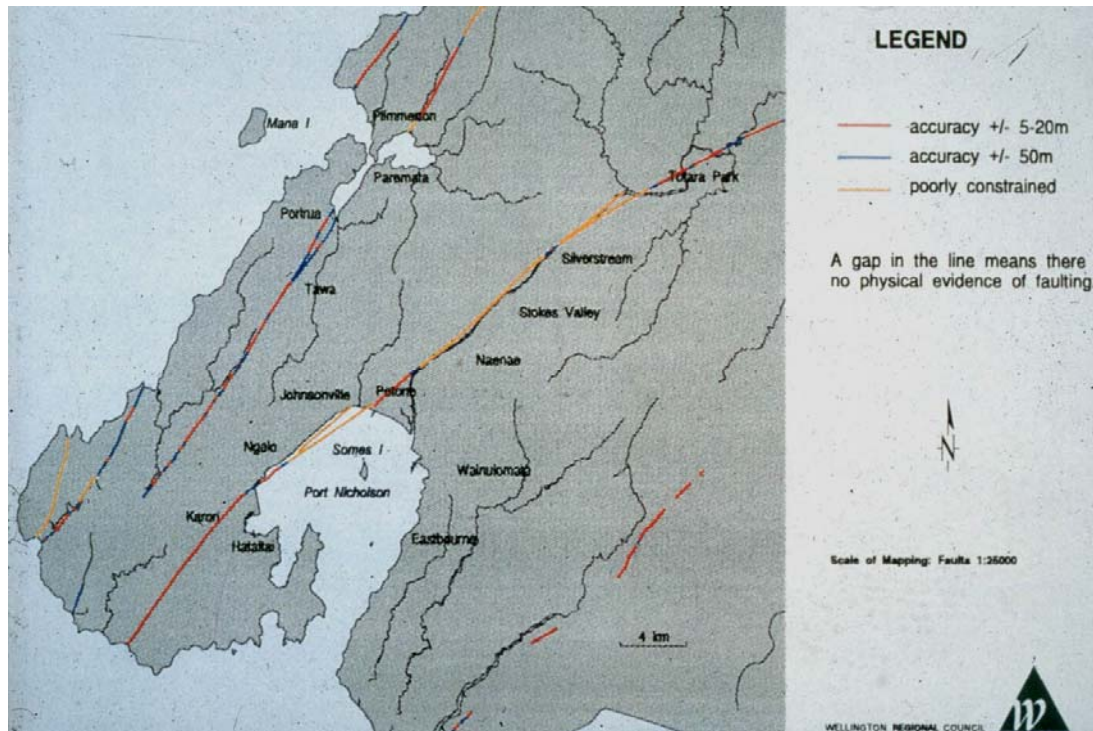 LEGEND
accuracy +/- 5-20m
accuracy +/- 50m
poorly constrained
A gap in the line means there
no physical evidence of faulting
N
Scale of Mapping: Faults 1:25000
WELLINGTON REGIONAL COUNCIL
W
Plimmerton
Mana I
Paremata
Totara Park
Porirua
Silverstream
Tawa
Stokes Valley
Naenae
Johnsonville
Petone
Ngaio
Somes I
Wainuiomata
Port Nicholson
Karori
Hataitai
Eastbourne
4 km